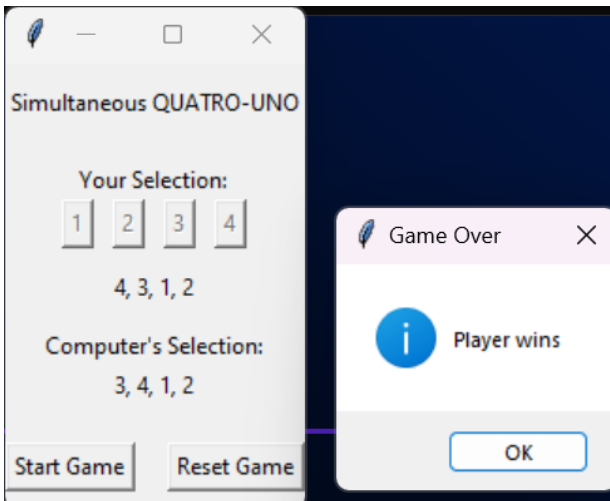 Simultaneous QUATRO-UNO
Your Selection:
1 2 3 4
4, 3, 1, 2
Computer's Selection:
3, 4, 1, 2
Start Game Reset Game
Game Over
i Player wins
OK